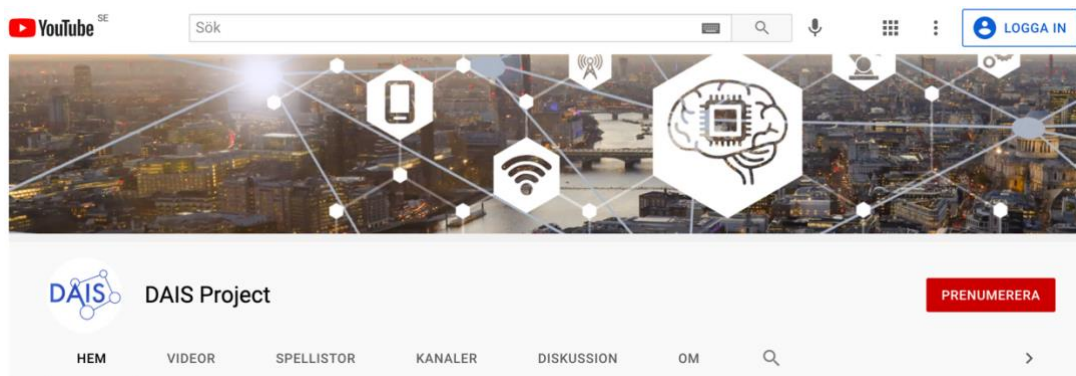 YouTube SE
Sök
LOGGA IN
DAIS
DAIS Project
PRENUMERERA
HEM VIDEOR SPELLISTOR KANALER DISKUSSION OM